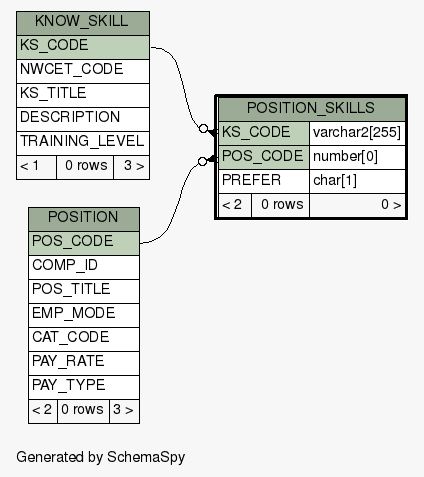 KNOW_SKILL
KS_CODE
NWCET_CODE
KS_TITLE
DESCRIPTION
TRAINING_LEVEL
< 1 0 rows 3 >
POSITION_SKILLS
KS_CODE varchar2[255]
POS_CODE number[0]
PREFER char[1]
< 2 0 rows 0 >
POSITION
POS_CODE
COMP_ID
POS_TITLE
EMP_MODE
CAT_CODE
PAY_RATE
PAY_TYPE
< 2 0 rows 3 >
Generated by SchemaSpy